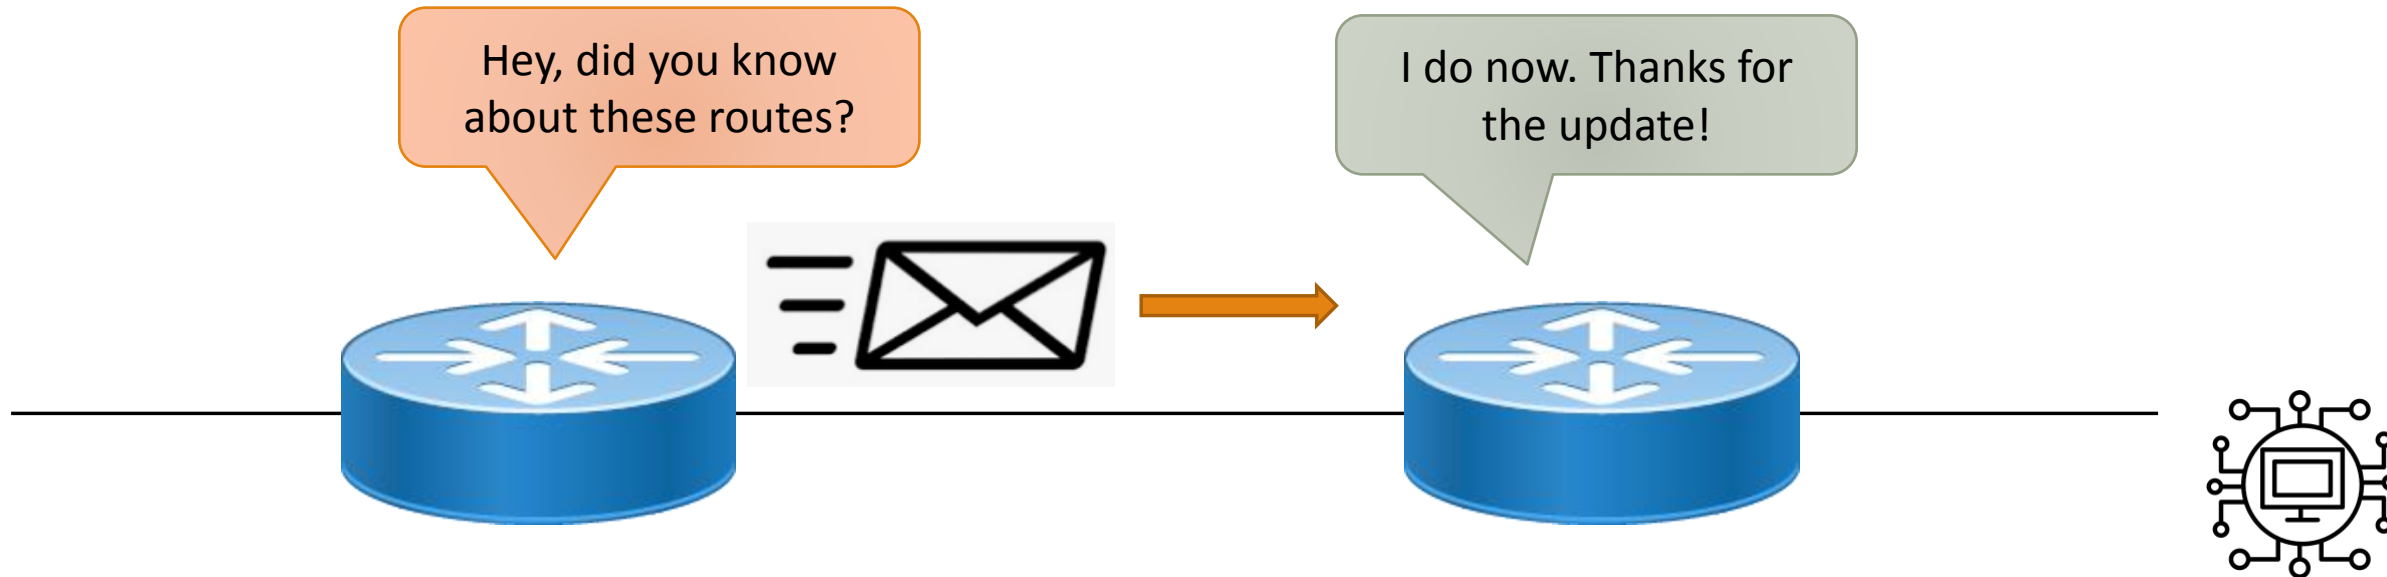 Hey, did you know
about these routes?
I do now. Thanks for
the update!